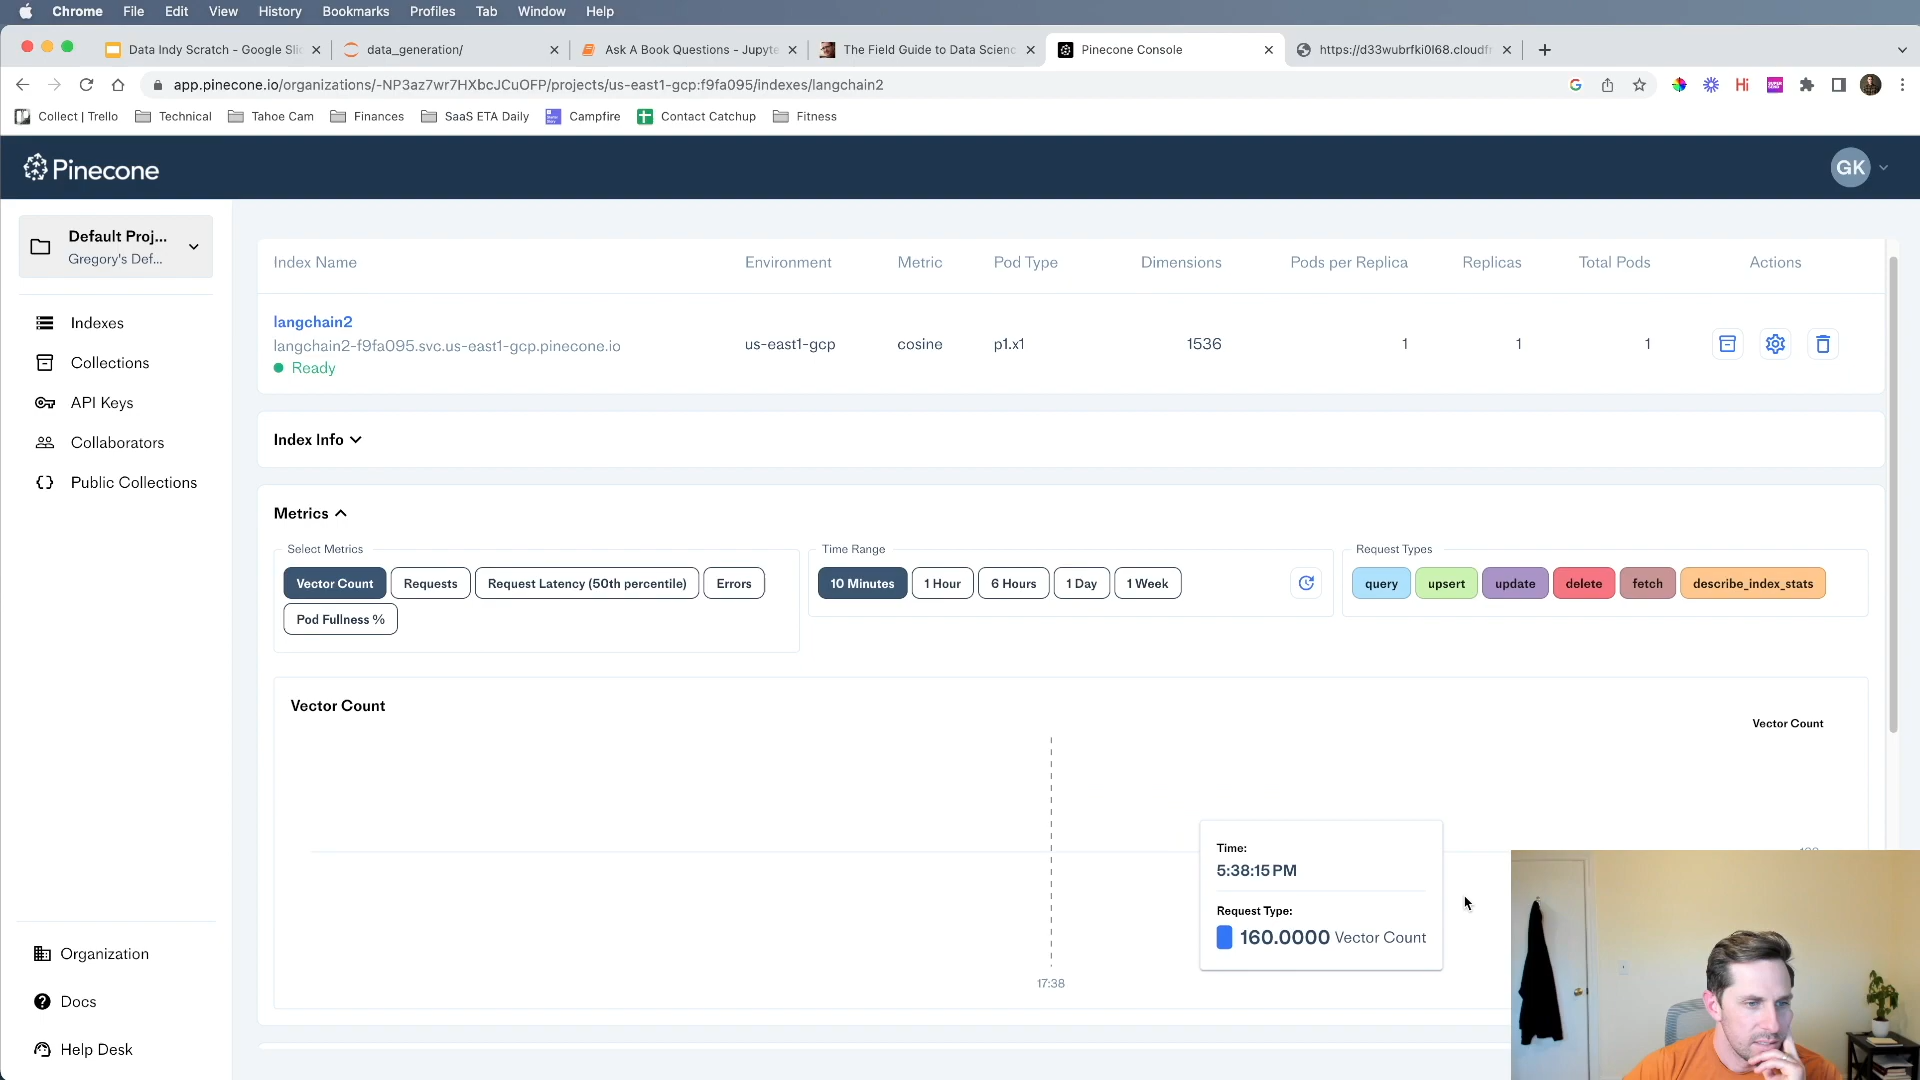 Chrome File Edit View History Bookmarks Profiles Tab Window Help
Data Indy Scratch - Google Slic
data_generation/
Ask A Book Questions - Jupyte
The Field Guide to Data Scienc
Pinecone Console
https://d33wubrfki0l68.cloudfr
app.pinecone.io/organizations/-NP3az7wr7HXbcJCuOFP/projects/us-east1-gcp:f9fa095/indexes/langchain2
Hi
Collect | Trello Technical Tahoe Cam Finances SaaS ETA Daily Campfire Contact Catchup Fitness
Pinecone
GK
Default Proj...
Gregory's Def...
Indexes
Collections
API Keys
Collaborators
Public Collections
Organization
Docs
Help Desk
Index Name Environment Metric Pod Type Dimensions Pods per Replica Replicas Total Pods Actions
langchain2
langchain2-f9fa095.svc.us-east1-gcp.pinecone.io us-east1-gcp cosine p1.x1 1536 1 1 1
Ready
Index Info
Metrics
Select Metrics
Vector Count Requests Request Latency (50th percentile) Errors
Pod Fullness %
Time Range
10 Minutes 1 Hour 6 Hours 1 Day 1 Week
Request Types
query upsert update delete fetch describe_index_stats
Vector Count
Vector Count
Time:
5:38:15 PM
Request Type:
160.0000 Vector Count
17:38